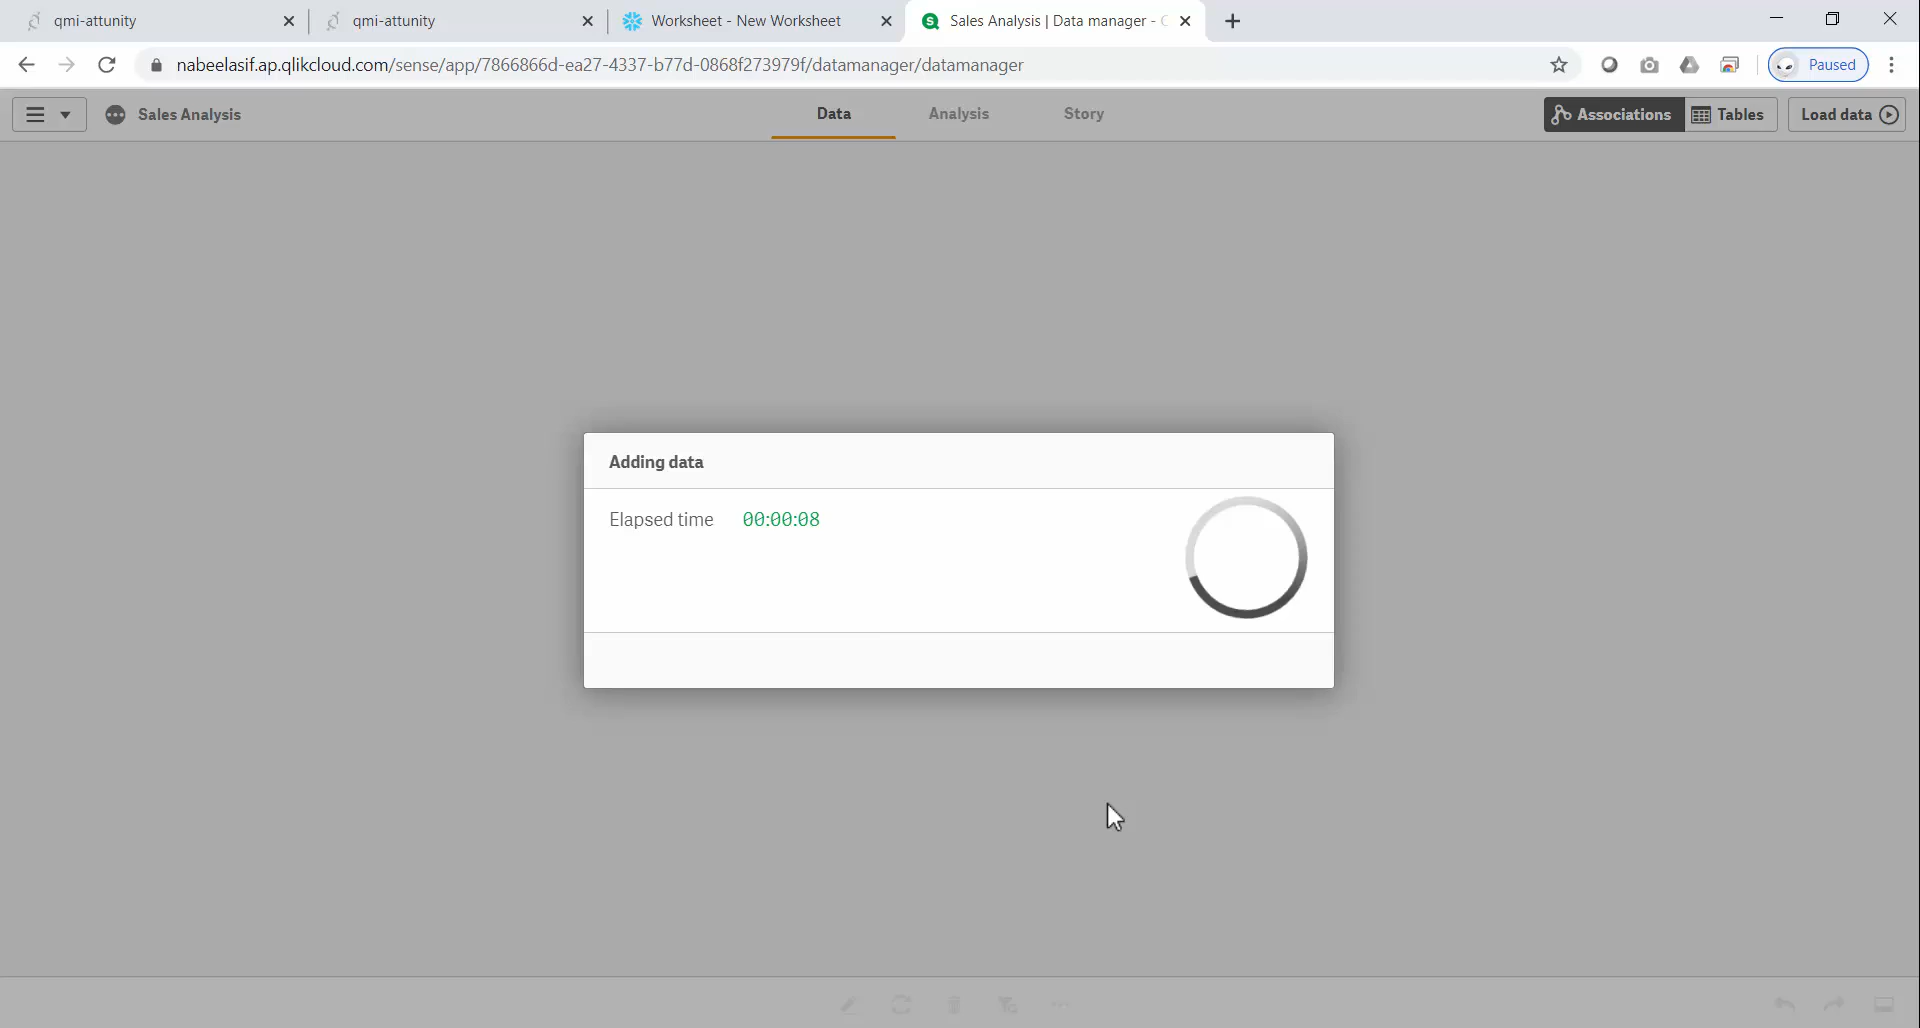 qmi-attunity
qmi-attunity
Worksheet - New Worksheet
Sales Analysis | Data manager -
nabeelasif.ap.qlikcloud.com/sense/app/7866866d-ea27-4337-b77d-0868f273979f/datamanager/datamanager
Paused
Sales Analysis
Data
Analysis
Story
Associations
Tables
Load data
Adding data
Elapsed time 00:00:08